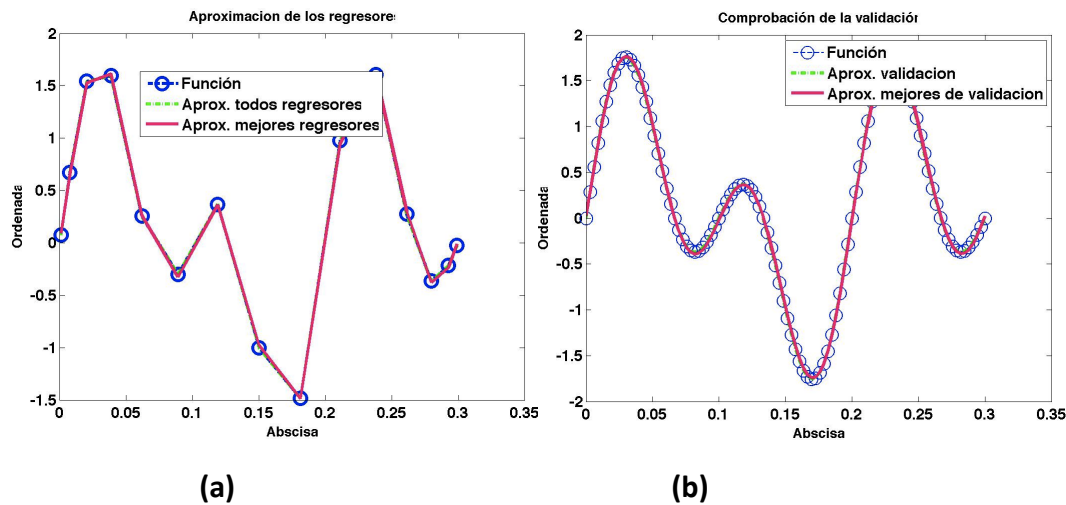 Aproximacion de los regresores
2
1.5
1
0.5
0
-0.5
-1
-1.5
Ordenada
Función
Aprox. todos regresores
Aprox. mejores regresores
0 0.05 0.1 0.15 0.2 0.25 0.3 0.35
Abscisa
(a)
Comprobación de la validación
2
1.5
1
0.5
0
-0.5
-1
-1.5
-2
Ordenada
Función
Aprox. validacion
Aprox. mejores de validacion
0 0.05 0.1 0.15 0.2 0.25 0.3 0.35
Abscisa
(b)